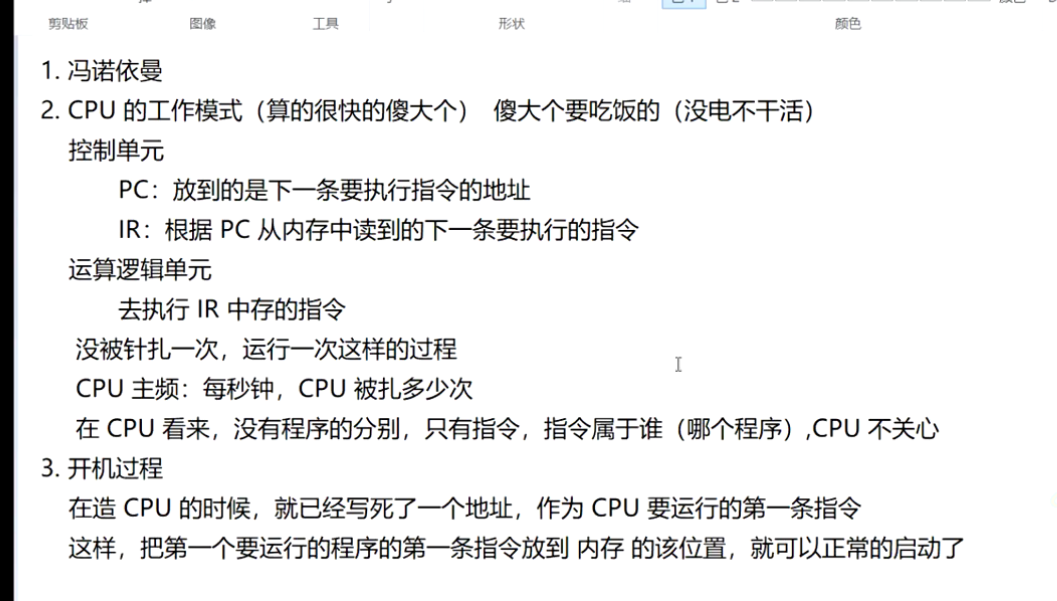 剪贴板 图像 工具 形状 颜色
1. 冯诺依曼
2. CPU 的工作模式（算的很快的傻大个） 傻大个要吃饭的（没电不干活）
控制单元
PC：放到的是下一条要执行指令的地址
IR：根据 PC 从内存中读到的下一条要执行的指令
运算逻辑单元
去执行 IR 中存的指令
没被针扎一次，运行一次这样的过程
CPU 主频：每秒钟，CPU 被扎多少次
在 CPU 看来，没有程序的分别，只有指令，指令属于谁（哪个程序）,CPU 不关心
3. 开机过程
在造 CPU 的时候，就已经写死了一个地址，作为 CPU 要运行的第一条指令
这样，把第一个要运行的程序的第一条指令放到 内存 的该位置，就可以正常的启动了